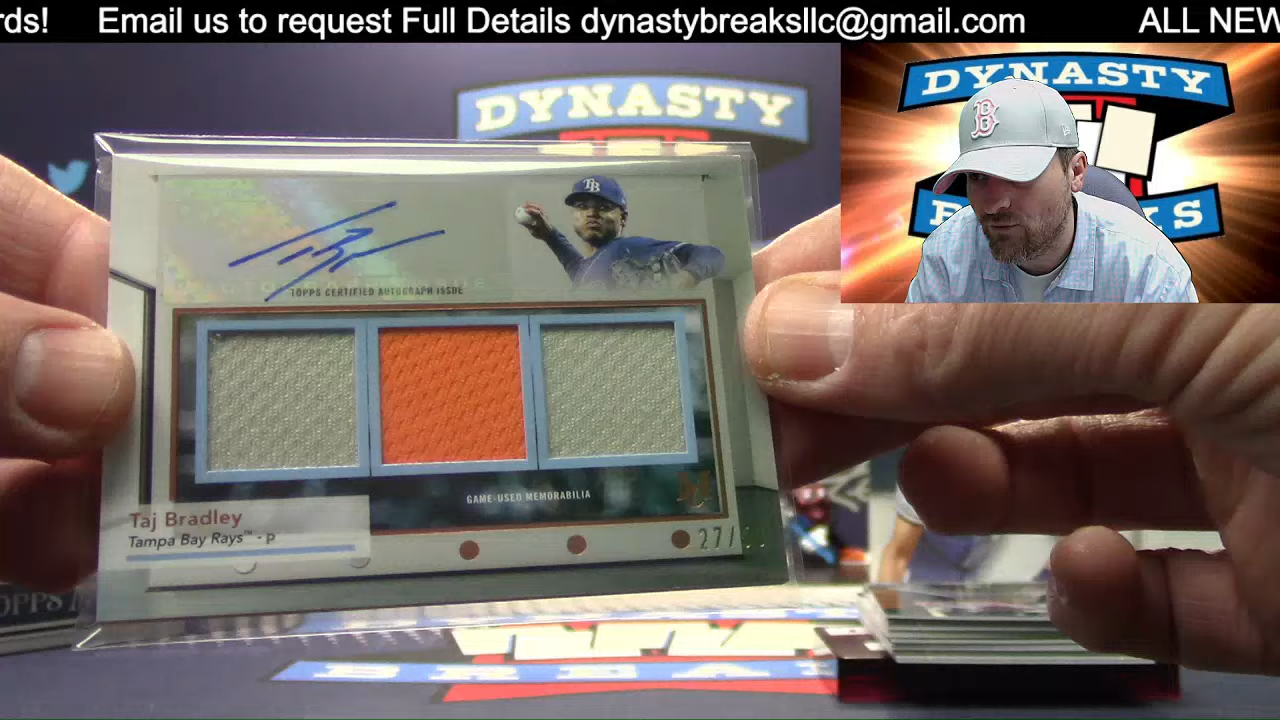 rds! Email us to request Full Details dynastybreaksllc@gmail.com ALL NEW
DYNASTY
DYNASTY
B
TB
TOPPS CERTIFIED AUTOGRAPH ISSUE
GAME-USED MEMORABILIA
Taj Bradley
Tampa Bay Rays™ - P
27/